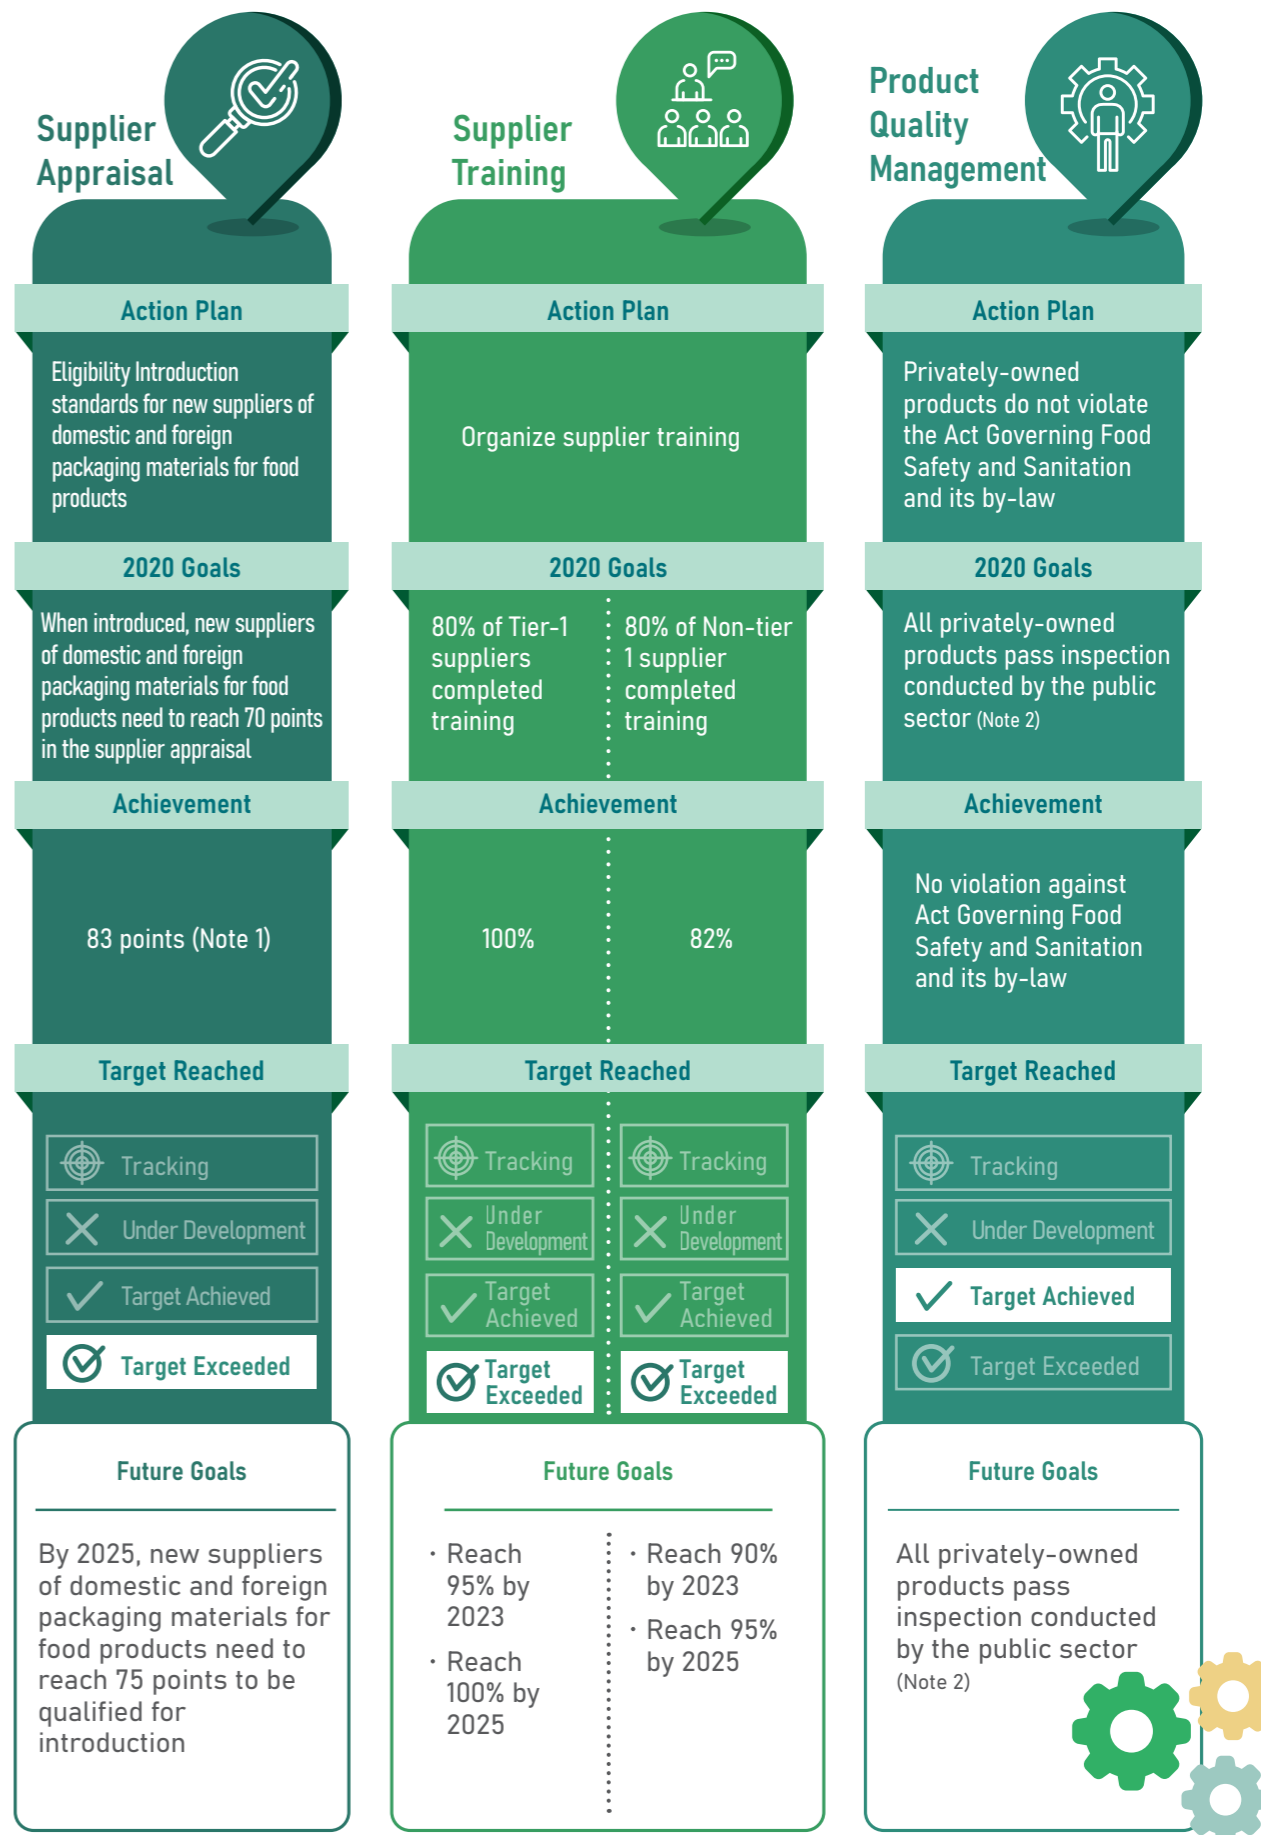 Supplier
Appraisal
Action Plan
Eligibility Introduction
standards for new suppliers of
domestic and foreign
packaging materials for food
products
2020 Goals
When introduced, new suppliers
of domestic and foreign
packaging materials for food
products need to reach 70 points
in the supplier appraisal
Achievement
83 points (Note 1)
Target Reached
Tracking
Under Development
Target Achieved
Target Exceeded
Future Goals
By 2025, new suppliers
of domestic and foreign
packaging materials for
food products need to
reach 75 points to be
qualified for
introduction
Supplier
Training
Action Plan
Organize supplier training
2020 Goals
80% of Tier-1
suppliers
completed
training
80% of Non-tier
1 supplier
completed
training
Achievement
100%
82%
Target Reached
Tracking
Under
Development
Target
Achieved
Target
Exceeded
Tracking
Under
Development
Target
Achieved
Target
Exceeded
Future Goals
· Reach
95% by
2023
· Reach
100% by
2025
· Reach 90%
by 2023
· Reach 95%
by 2025
Product
Quality
Management
Action Plan
Privately-owned
products do not violate
the Act Governing Food
Safety and Sanitation
and its by-law
2020 Goals
All privately-owned
products pass inspection
conducted by the public
sector (Note 2)
Achievement
No violation against
Act Governing Food
Safety and Sanitation
and its by-law
Target Reached
Tracking
Under Development
Target Achieved
Target Exceeded
Future Goals
All privately-owned
products pass
inspection conducted
by the public sector
(Note 2)